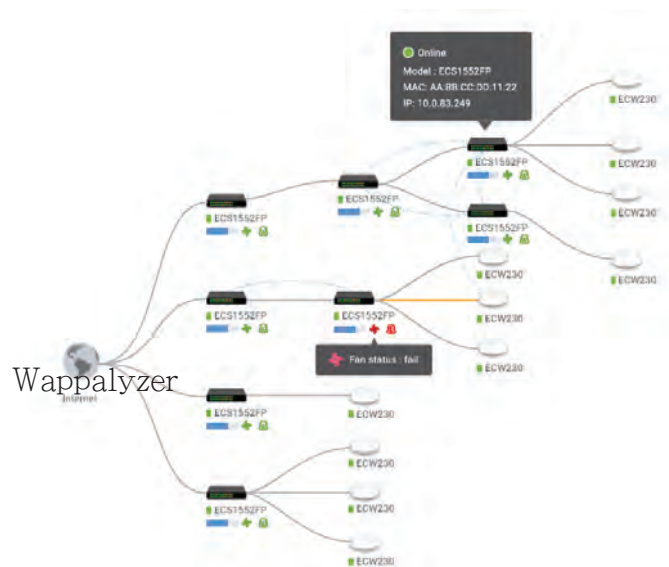 Online
Model : ECS1552FP
MAC: AA:BB:CC:DD:11:22
IP: 10.0.83.249
ECW230
ECS1552FP
ECW230
ECS1552FP
ECW230
ECS1552FP
ECS1552FP
ECW230
ECW230
ECS1552FP
ECS1552FP
ECW230
Fan status : fail
ECW230
Wappalyzer
Internet
ECS1552FP
ECW230
ECW230
ECS1552FP
ECW230
ECW230